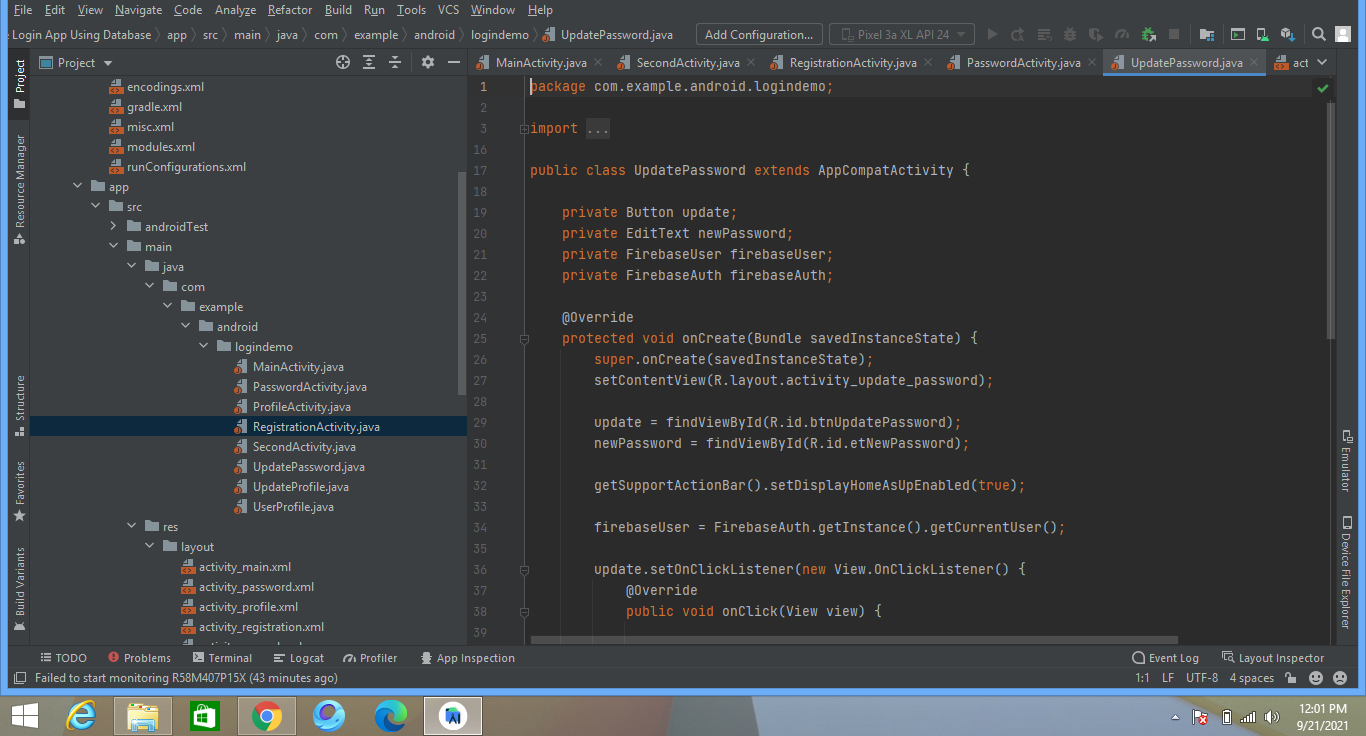 File Edit View Navigate Code Analyze Refactor Build Run Tools VCS Window Help
Login App Using Database app src main java com example android logindemo UpdatePassword.java Add Configuration... Pixel 3a XL API 24
Project MainActivity.java SecondActivity.java RegistrationActivity.java PasswordActivity.java UpdatePassword.java act
Project
Resource Manager
Structure
Favorites
Build Variants
encodings.xml
gradle.xml
misc.xml
modules.xml
runConfigurations.xml
app
src
androidTest
main
java
com
example
android
logindemo
MainActivity.java
PasswordActivity.java
ProfileActivity.java
RegistrationActivity.java
SecondActivity.java
UpdatePassword.java
UpdateProfile.java
UserProfile.java
res
layout
activity_main.xml
activity_password.xml
activity_profile.xml
activity_registration.xml
1 package com.example.android.logindemo;
2
3 import ...
16
17 public class UpdatePassword extends AppCompatActivity {
18
19 private Button update;
20 private EditText newPassword;
21 private FirebaseUser firebaseUser;
22 private FirebaseAuth firebaseAuth;
23
24 @Override
25 protected void onCreate(Bundle savedInstanceState) {
26 super.onCreate(savedInstanceState);
27 setContentView(R.layout.activity_update_password);
28
29 update = findViewById(R.id.btnUpdatePassword);
30 newPassword = findViewById(R.id.etNewPassword);
31
32 getSupportActionBar().setDisplayHomeAsUpEnabled(true);
33
34 firebaseUser = FirebaseAuth.getInstance().getCurrentUser();
35
36 update.setOnClickListener(new View.OnClickListener() {
37 @Override
38 public void onClick(View view) {
39
Emulator
Device File Explorer
TODO Problems Terminal Logcat Profiler App Inspection Event Log Layout Inspector
Failed to start monitoring R58M407P15X (43 minutes ago) 1:1 LF UTF-8 4 spaces
12:01 PM
9/21/2021